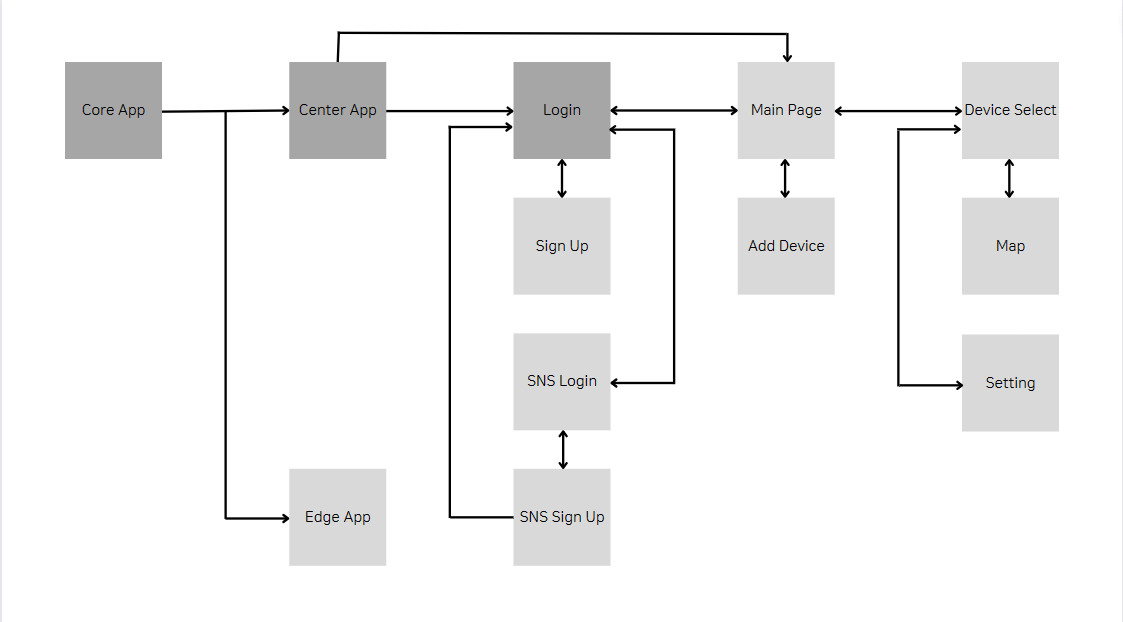 Core App
Center App
Login
Main Page
Device Select
Sign Up
Add Device
Map
SNS Login
Setting
Edge App
SNS Sign Up